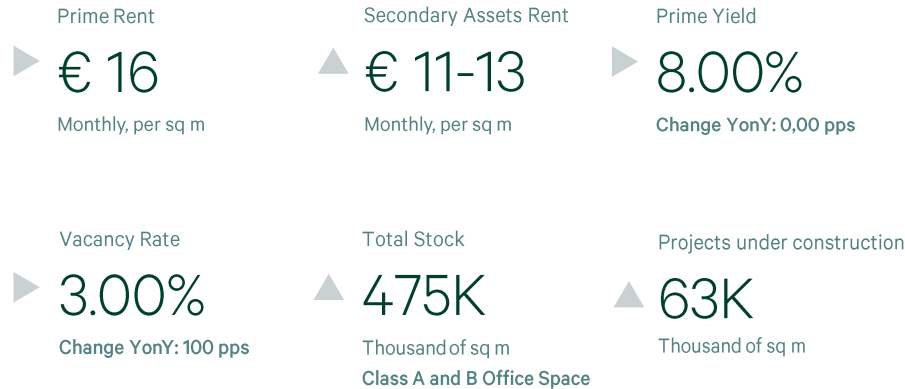 Prime Rent
€ 16
Monthly, per sq m
Secondary Assets Rent
€ 11-13
Monthly, per sq m
Prime Yield
8.00%
Change YonY: 0,00 pps
Vacancy Rate
3.00%
Change YonY: 100 pps
Total Stock
475K
Thousand of sq m
Class A and B Office Space
Projects under construction
63K
Thousand of sq m